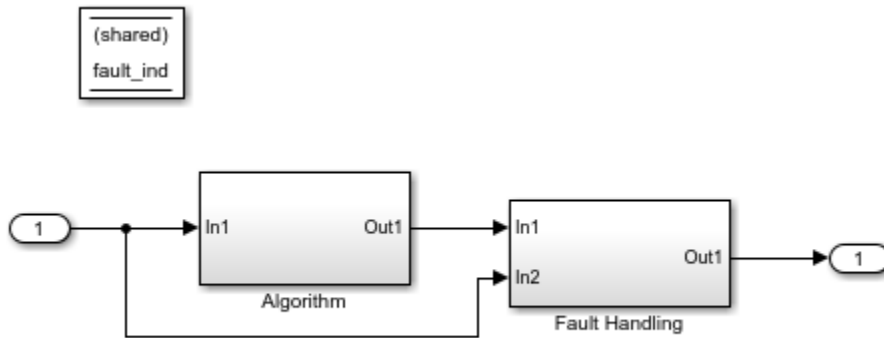 (shared)
fault_ind
1
In1
Out1
Algorithm
In1
In2
Out1
Fault Handling
1